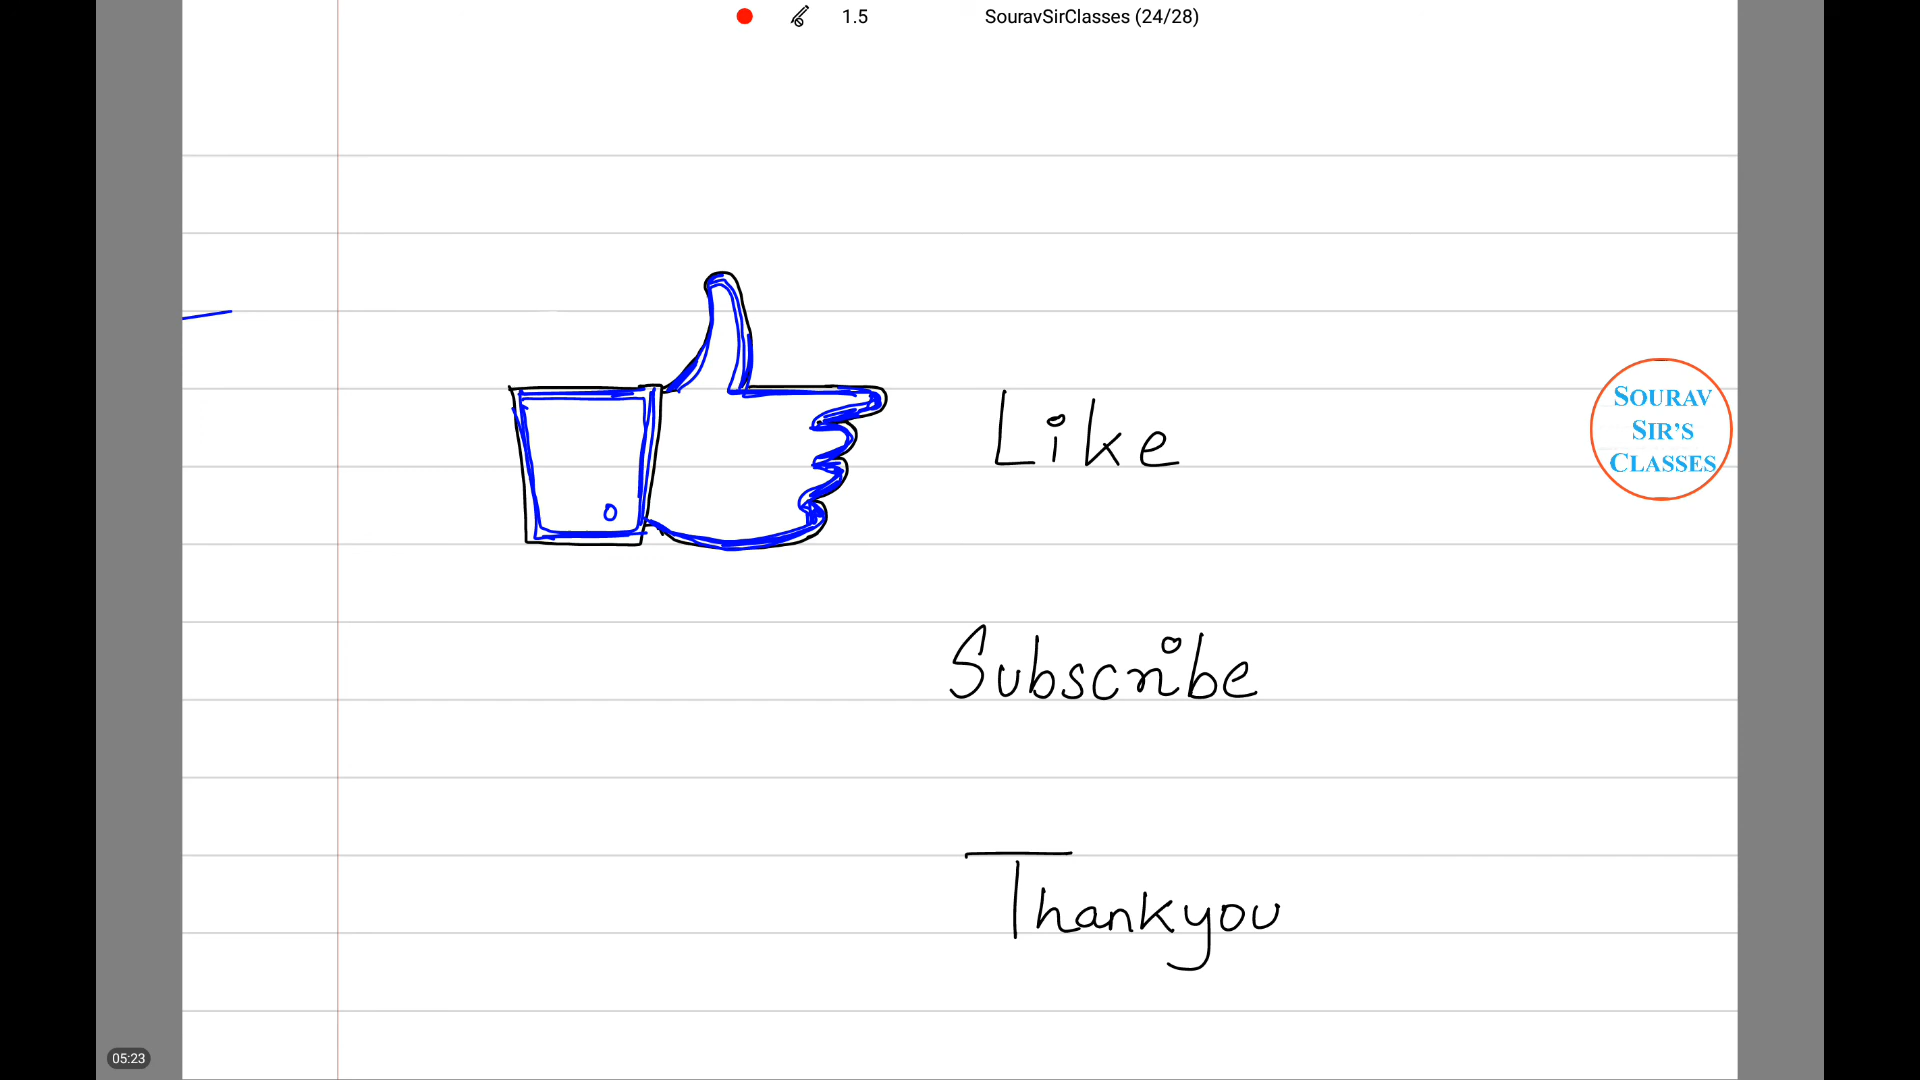 1.5 SouravSirClasses (24/28)
Like
SOURAV
SIR'S
CLASSES
Subscribe
Thankyou
05:23